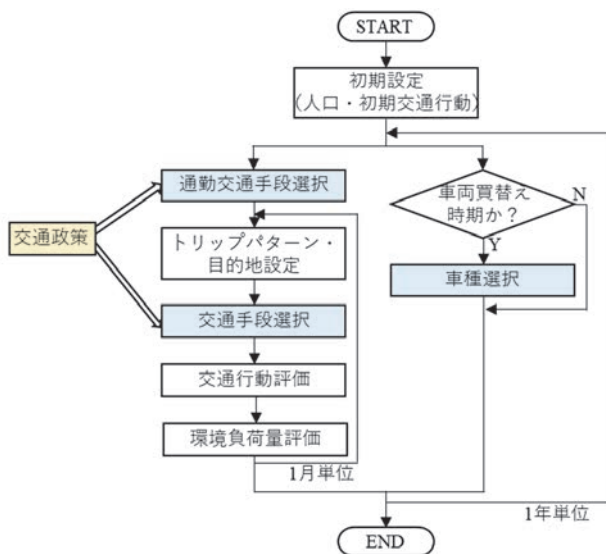 START
初期設定
(人口・初期交通行動)
通勤交通手段選択
車両買替え
時期か？
N
Y
交通政策
トリップパターン・
目的地設定
車種選択
交通手段選択
交通行動評価
環境負荷量評価
1月単位
1年単位
END